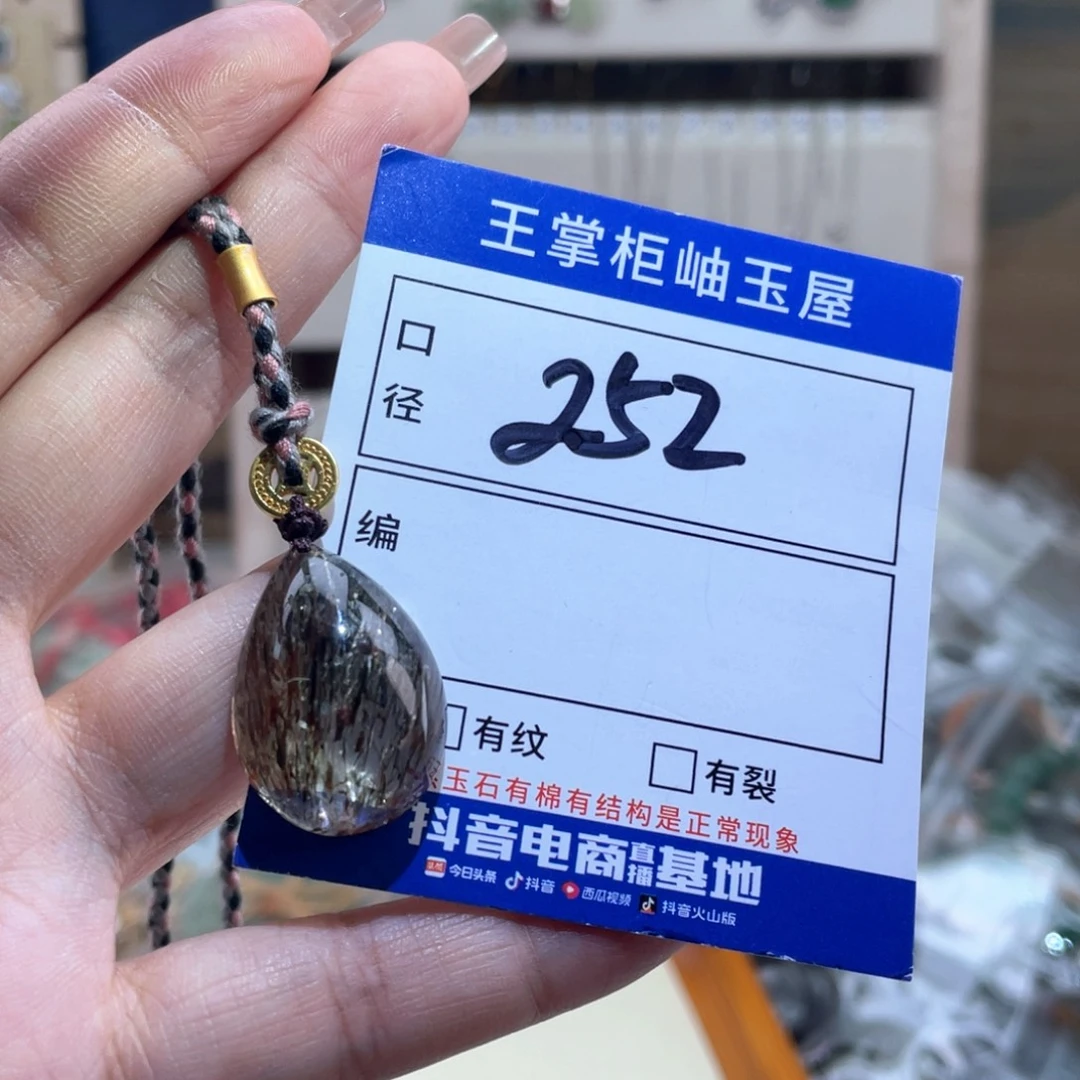 王掌柜岫玉屋
口径
252
编
有纹
有裂
玉石有棉有结构是正常现象
抖音电商直播基地
今日头条 抖音 西瓜视频 抖音火山版